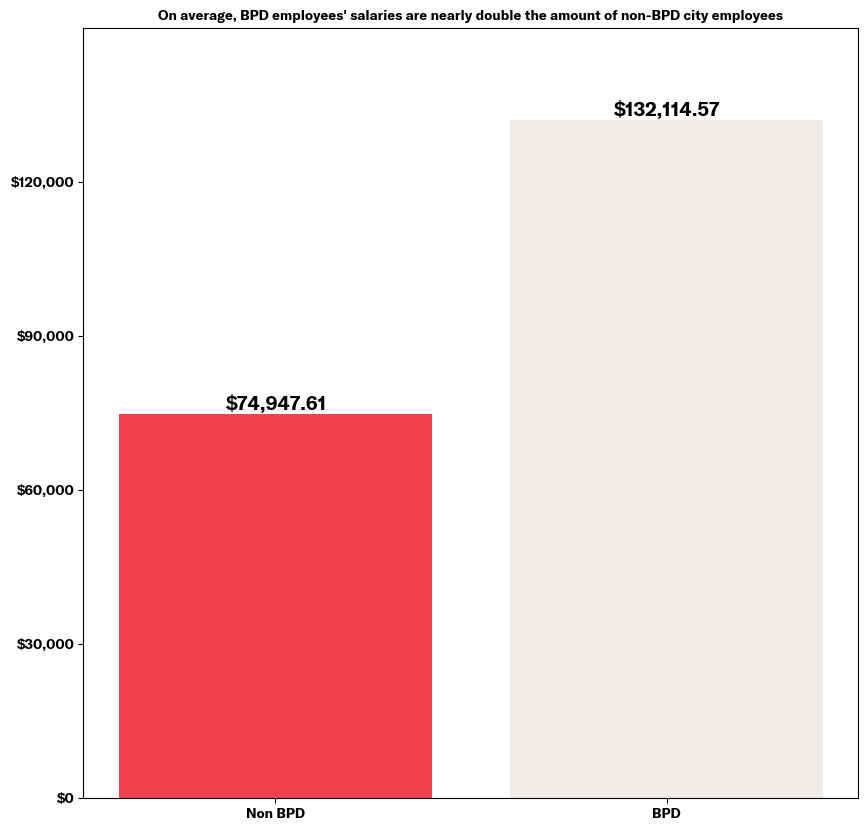 On average, BPD employees' salaries are nearly double the amount of non-BPD city employees
$132,114.57
$120,000
$90,000
$74,947.61
$60,000
$30,000
$0
Non BPD
BPD